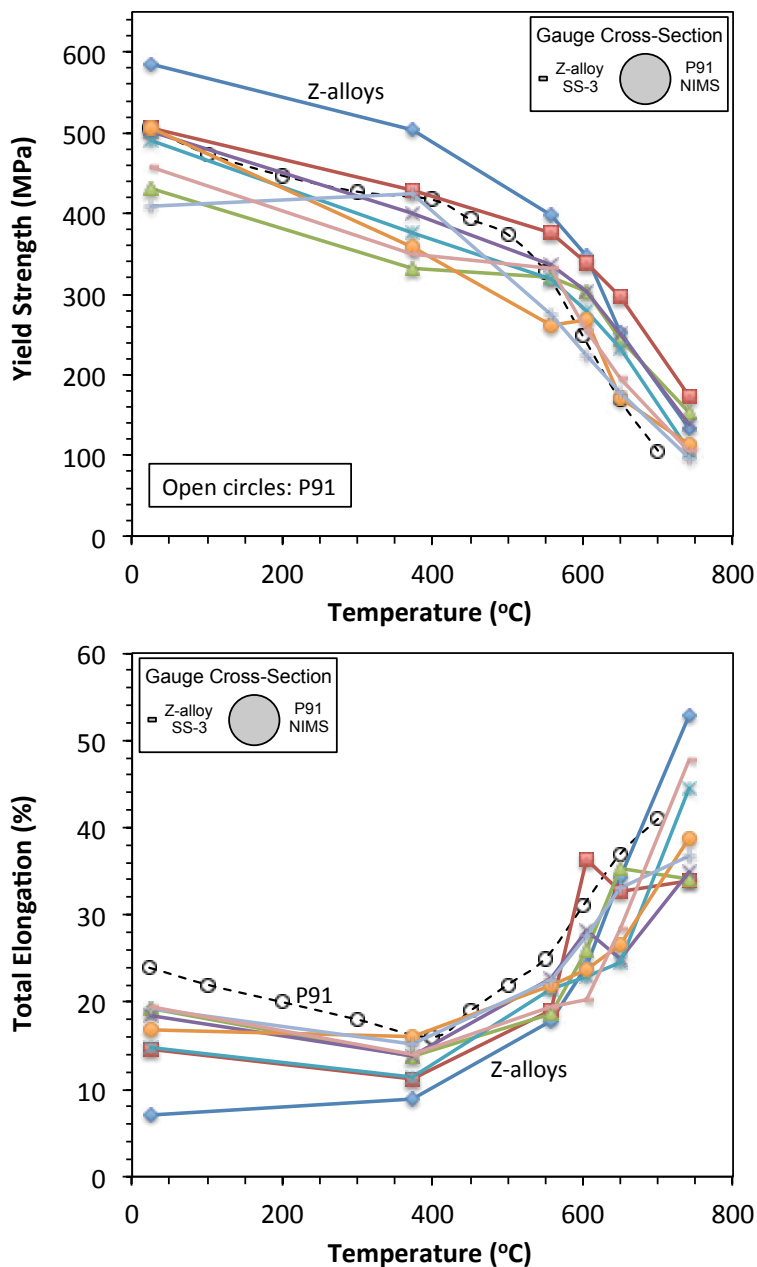 Gauge Cross-Section
Z-alloy
SS-3
P91
NIMS
Z-alloys
Yield Strength (MPa)
600
500
400
300
200
100
0
Open circles: P91
0 200 400 600 800
Temperature (ºC)
Gauge Cross-Section
Z-alloy
SS-3
P91
NIMS
Total Elongation (%)
60
50
40
30
20
10
0
P91
Z-alloys
0 200 400 600 800
Temperature (ºC)